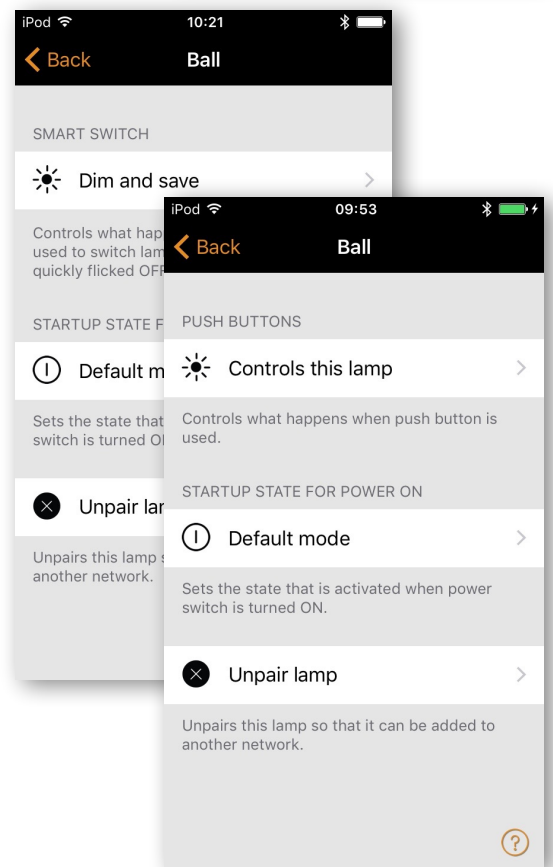 iPod 10:21
Back Ball
SMART SWITCH
Dim and save
Controls what hap
used to switch lam
quickly flicked OFF
STARTUP STATE F
Default m
Sets the state that
switch is turned O
Unpair lar
Unpairs this lamp s
another network.
iPod 09:53
Back Ball
PUSH BUTTONS
Controls this lamp
Controls what happens when push button is
used.
STARTUP STATE FOR POWER ON
Default mode
Sets the state that is activated when power
switch is turned ON.
Unpair lamp
Unpairs this lamp so that it can be added to
another network.
?